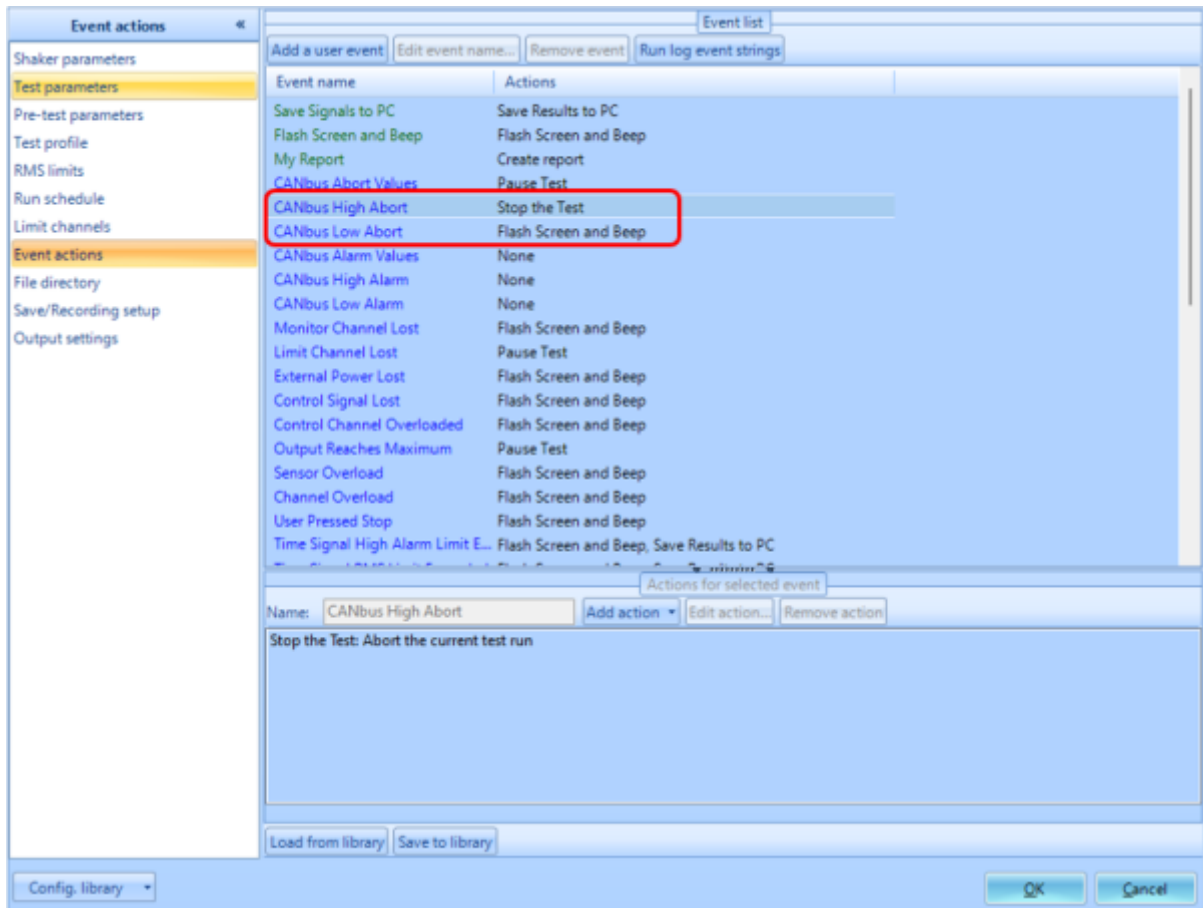 Event actions «
Shaker parameters
Test parameters
Pre-test parameters
Test profile
RMS limits
Run schedule
Limit channels
Event actions
File directory
Save/Recording setup
Output settings
Event list
Add a user event Edit event name... Remove event Run log event strings
Event name Actions
Save Signals to PC Save Results to PC
Flash Screen and Beep Flash Screen and Beep
My Report Create report
CANbus Abort Values Pause Test
CANbus High Abort Stop the Test
CANbus Low Abort Flash Screen and Beep
CANbus Alarm Values None
CANbus High Alarm None
CANbus Low Alarm None
Monitor Channel Lost Flash Screen and Beep
Limit Channel Lost Pause Test
External Power Lost Flash Screen and Beep
Control Signal Lost Flash Screen and Beep
Control Channel Overloaded Flash Screen and Beep
Output Reaches Maximum Pause Test
Sensor Overload Flash Screen and Beep
Channel Overload Flash Screen and Beep
User Pressed Stop Flash Screen and Beep
Time Signal High Alarm Limit E... Flash Screen and Beep, Save Results to PC
Actions for selected event
Name: CANbus High Abort Add action Edit action... Remove action
Stop the Test: Abort the current test run
Load from library Save to library
Config. library OK Cancel